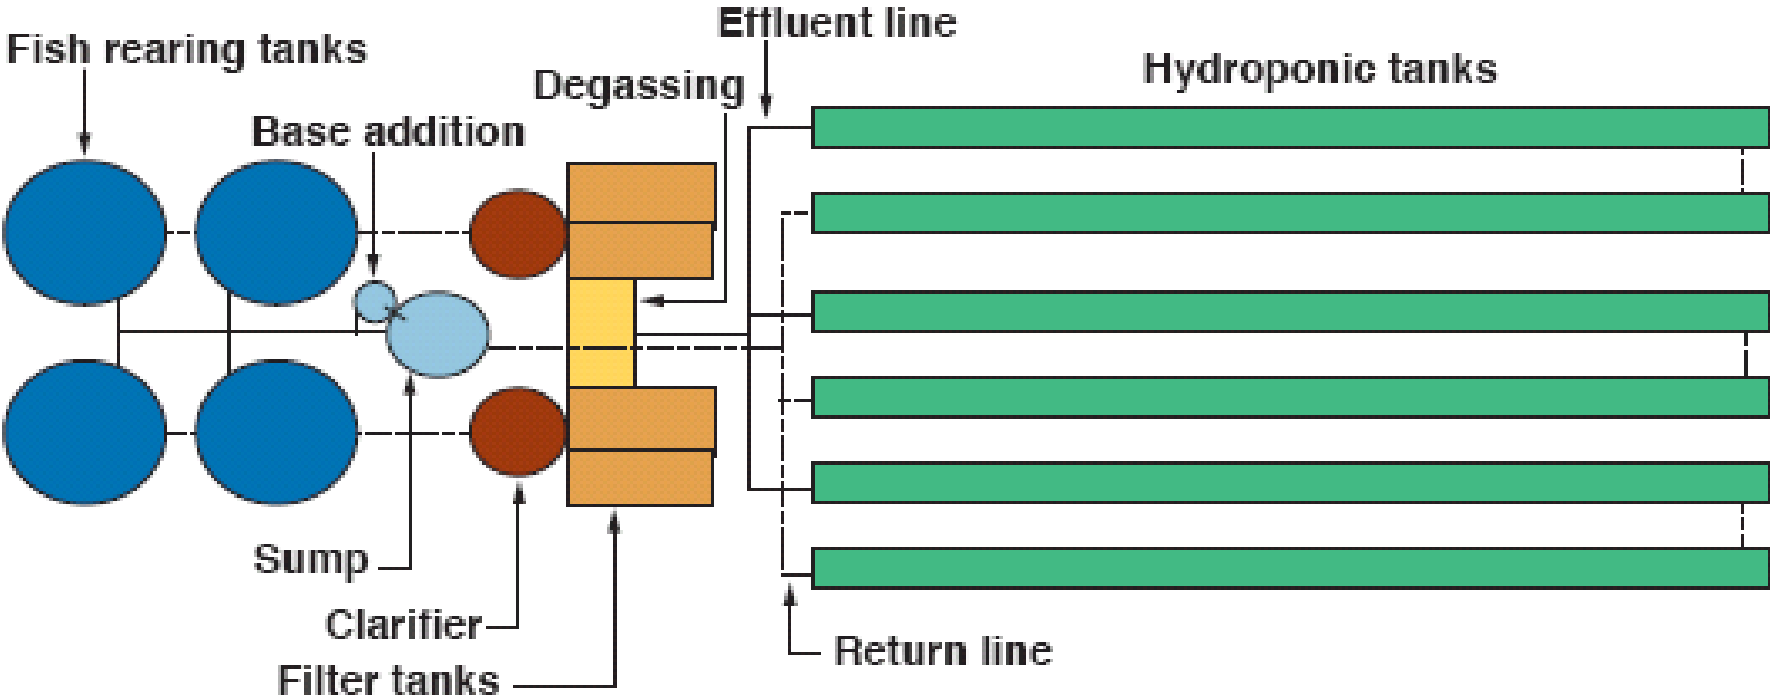 Effluent line
Fish rearing tanks
Hydroponic tanks
Degassing
Base addition
Sump
Clarifier
Return line
Filter tanks